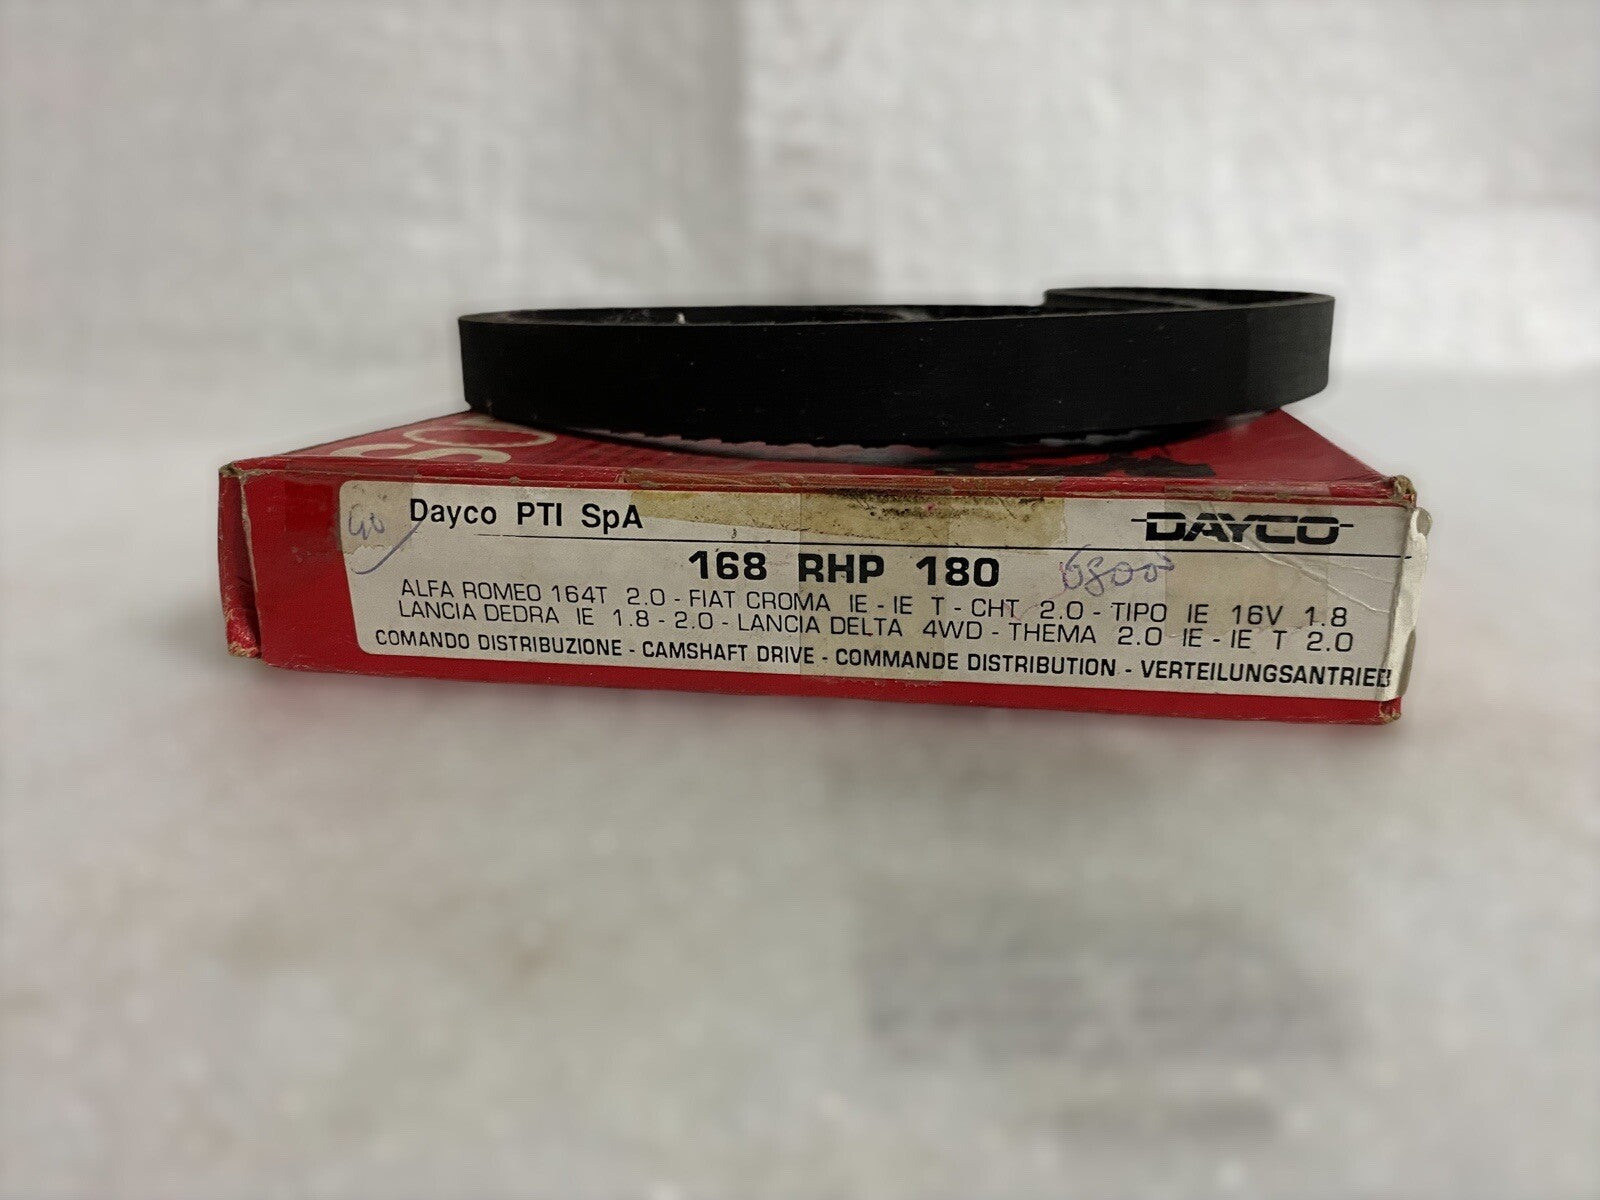 Dayco PTI SpA
DAYCO
168 RHP 180
ALFA ROMEO 164T 2.0 - FIAT CROMA IE - IE T - CHT 2.0 - TIPO IE 16V 1.8
LANCIA DEDRA IE 1.8 - 2.0 - LANCIA DELTA 4WD - THEMA 2.0 IE - IE T 2.0
COMANDO DISTRIBUZIONE - CAMSHAFT DRIVE - COMMANDE DISTRIBUTION - VERTEILUNGSANTRIEB